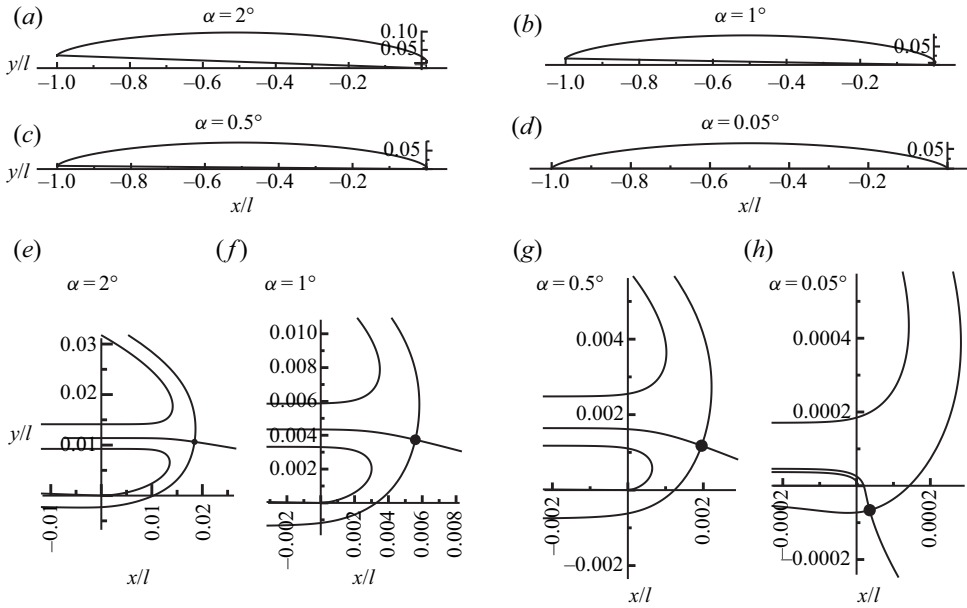 (a)
α = 2°
0.10
0.05
y/l
–1.0
–0.8
–0.6
–0.4
–0.2
(b)
α = 1°
0.05
–1.0
–0.8
–0.6
–0.4
–0.2
(c)
α = 0.5°
0.05
y/l
–1.0
–0.8
–0.6
–0.4
–0.2
x/l
(d)
α = 0.05°
0.05
–1.0
–0.8
–0.6
–0.4
–0.2
x/l
(e)
α = 2°
0.03
0.02
0.01
y/l
–0.01
0.01
0.02
x/l
(f)
α = 1°
0.010
0.008
0.006
0.004
0.002
–0.002
0.002
0.004
0.006
0.008
x/l
(g)
α = 0.5°
0.004
0.002
–0.002
–0.002
0.002
x/l
(h)
α = 0.05°
0.0004
0.0002
–0.0002
–0.0002
0.0002
x/l